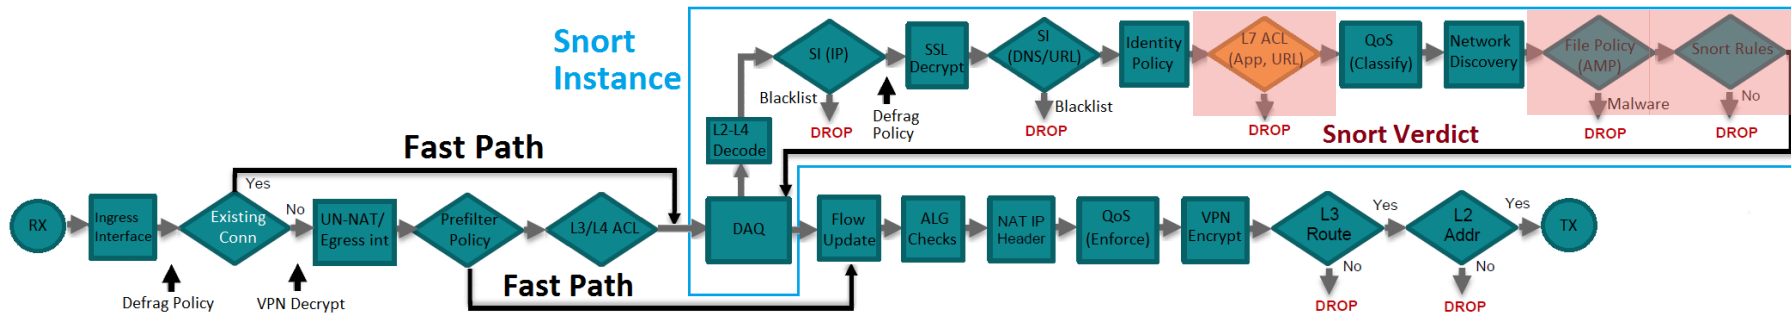 Snort
Instance
SI (IP)
Blacklist
DROP
Defrag
Policy
SSL
Decrypt
SI
(DNS/URL)
Blacklist
DROP
Identity
Policy
L7 ACL
(App, URL)
DROP
QoS
(Classify)
Network
Discovery
File Policy
(AMP)
Malware
DROP
Snort Rules
No
DROP
Snort Verdict
L2-L4
Decode
Fast Path
RX
Ingress
Interface
Defrag Policy
Yes
Existing
Conn
No
VPN Decrypt
UN-NAT/
Egress int
Prefilter
Policy
Fast Path
L3/L4 ACL
DAQ
Flow
Update
ALG
Checks
NAT IP
Header
QoS
(Enforce)
VPN
Encrypt
L3
Route
Yes
No
DROP
L2
Addr
Yes
No
DROP
TX